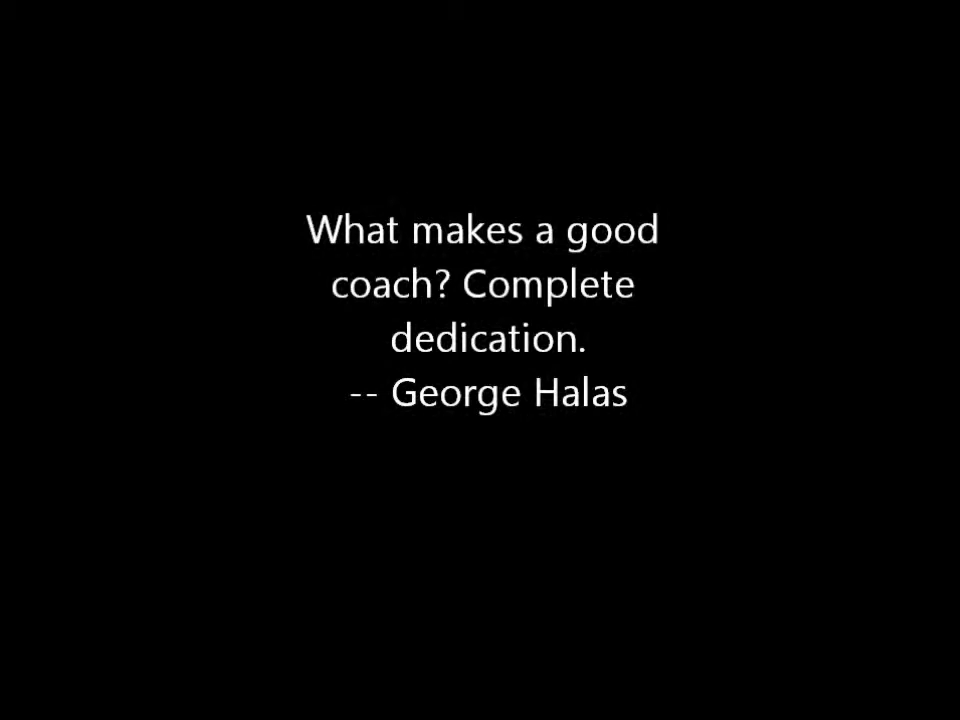 What makes a good
coach? Complete
dedication.
-- George Halas